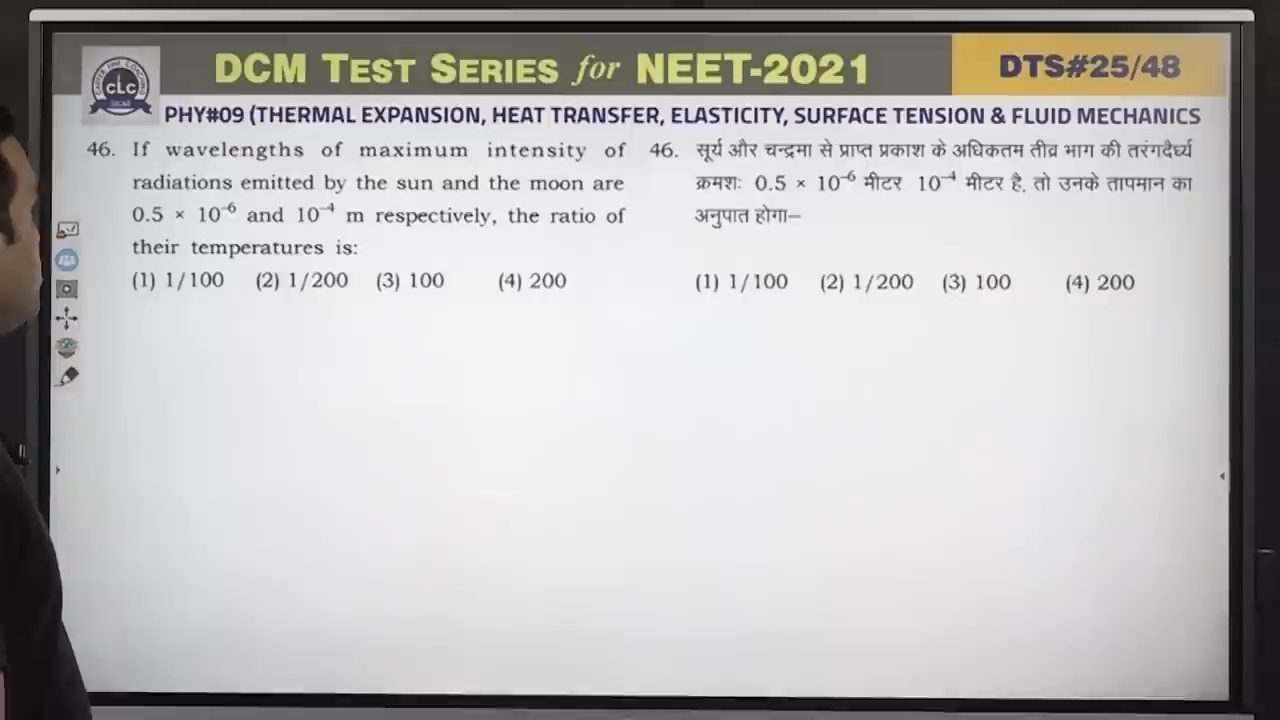 DCM TEST SERIES for NEET-2021
DTS#25/48
CLC
PHY#09 (THERMAL EXPANSION, HEAT TRANSFER, ELASTICITY, SURFACE TENSION & FLUID MECHANICS
46. If wavelengths of maximum intensity of
radiations emitted by the sun and the moon are
0.5 × 10⁻⁶ and 10⁻⁴ m respectively, the ratio of
their temperatures is:
(1) 1/100 (2) 1/200 (3) 100 (4) 200
46. सूर्य और चन्द्रमा से प्राप्त प्रकाश के अधिकतम तीव्र भाग की तरंगदैर्ध्य
क्रमशः 0.5 × 10⁻⁶ मीटर 10⁻⁴ मीटर है, तो उनके तापमान का
अनुपात होगा–
(1) 1/100 (2) 1/200 (3) 100 (4) 200